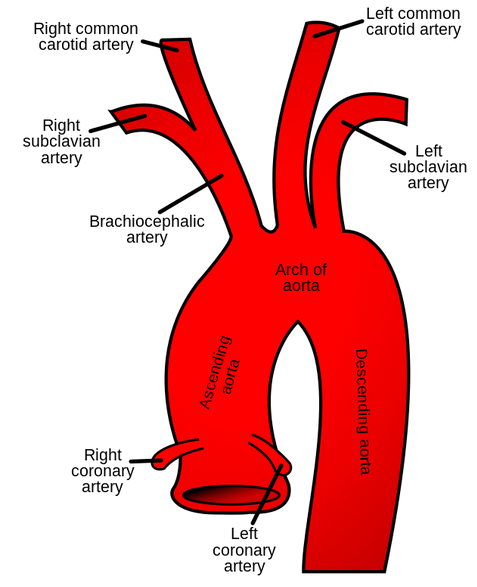 Left common
carotid artery
Right common
carotid artery
Right
subclavian
artery
Left
subclavian
artery
Brachiocephalic
artery
Arch of
aorta
Ascending
aorta
Descending aorta
Right
coronary
artery
Left
coronary
artery